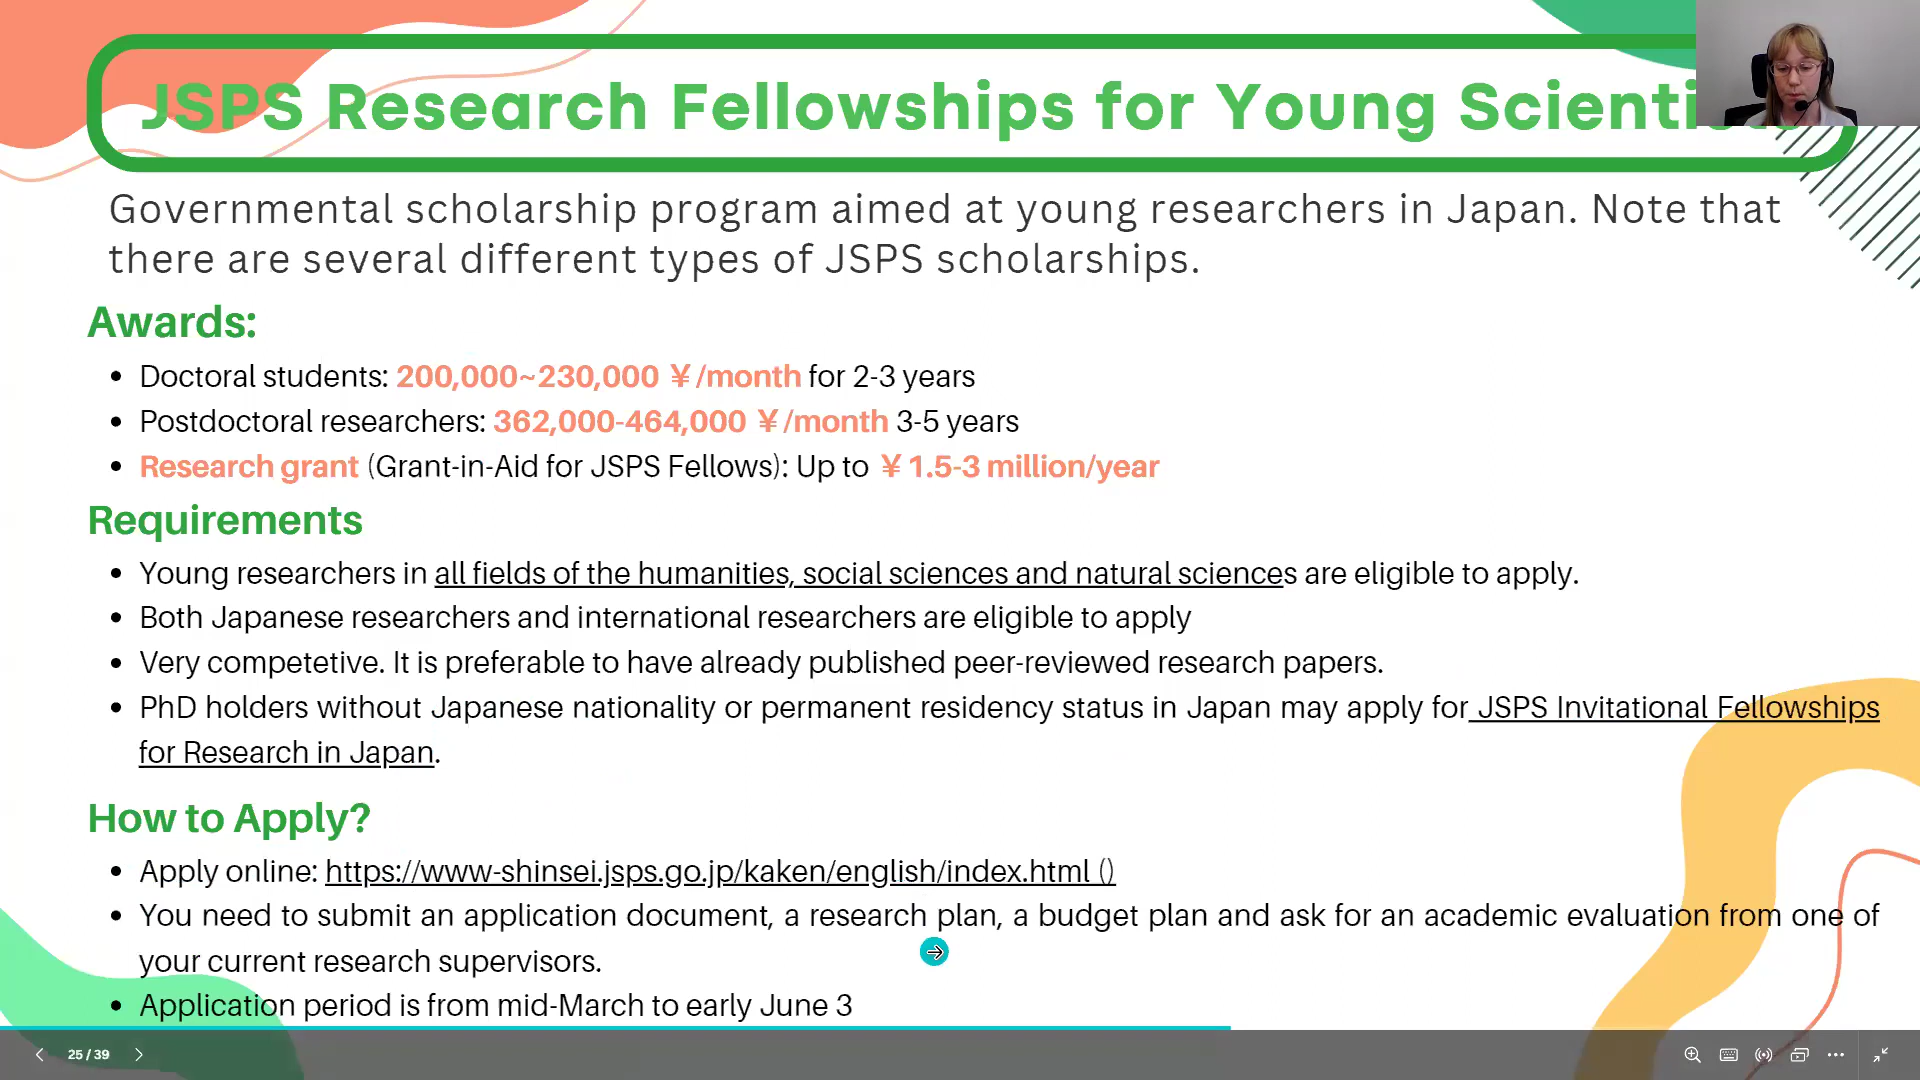 JSPS Research Fellowships for Young Scienti
Governmental scholarship program aimed at young researchers in Japan. Note that
there are several different types of JSPS scholarships.
Awards:
• Doctoral students: 200,000~230,000 ￥/month for 2-3 years
• Postdoctoral researchers: 362,000-464,000 ￥/month 3-5 years
• Research grant (Grant-in-Aid for JSPS Fellows): Up to ￥1.5-3 million/year
Requirements
• Young researchers in all fields of the humanities, social sciences and natural sciences are eligible to apply.
• Both Japanese researchers and international researchers are eligible to apply
• Very competetive. It is preferable to have already published peer-reviewed research papers.
• PhD holders without Japanese nationality or permanent residency status in Japan may apply for JSPS Invitational Fellowships
for Research in Japan.
How to Apply?
• Apply online: https://www-shinsei.jsps.go.jp/kaken/english/index.html ()
• You need to submit an application document, a research plan, a budget plan and ask for an academic evaluation from one of
your current research supervisors.
• Application period is from mid-March to early June 3
25 / 39